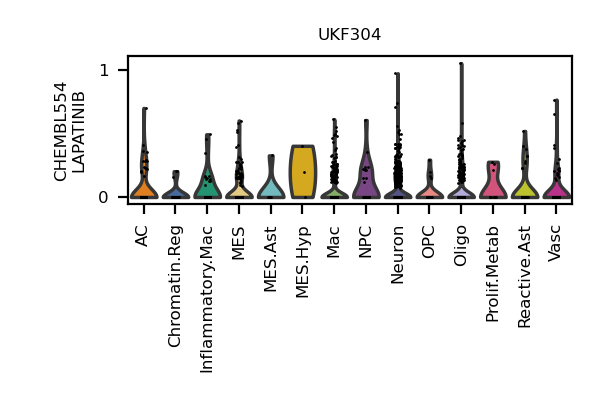 UKF304
CHEMBL554
LAPATINIB
1
0
AC
Chromatin.Reg
Inflammatory.Mac
MES
MES.Ast
MES.Hyp
Mac
NPC
Neuron
OPC
Oligo
Prolif.Metab
Reactive.Ast
Vasc